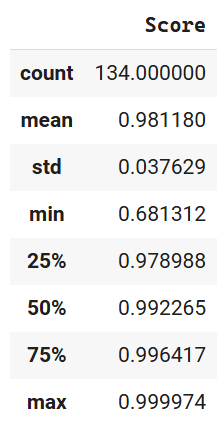 Score
count 134.000000
mean 0.981180
std 0.037629
min 0.681312
25% 0.978988
50% 0.992265
75% 0.996417
max 0.999974